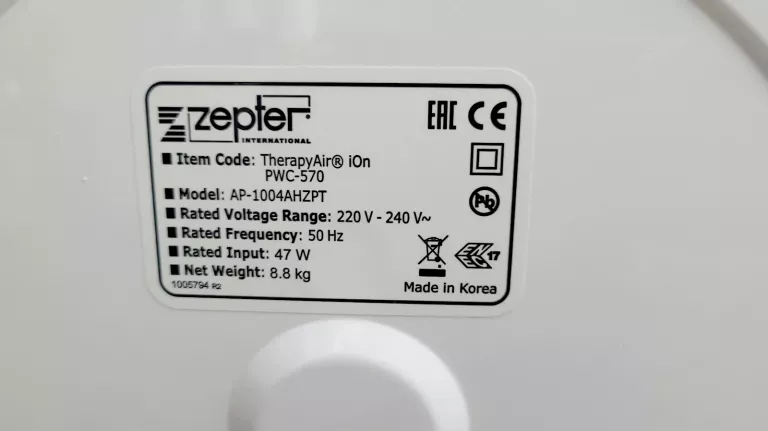 zepter
INTERNATIONAL
EAC CE
Item Code: TherapyAir® iOn
PWC-570
Model: AP-1004AHZPT
Pb
Rated Voltage Range: 220 V - 240 V~
Rated Frequency: 50 Hz
Rated Input: 47 W
17
Net Weight: 8.8 kg
Made in Korea
1005794 R2